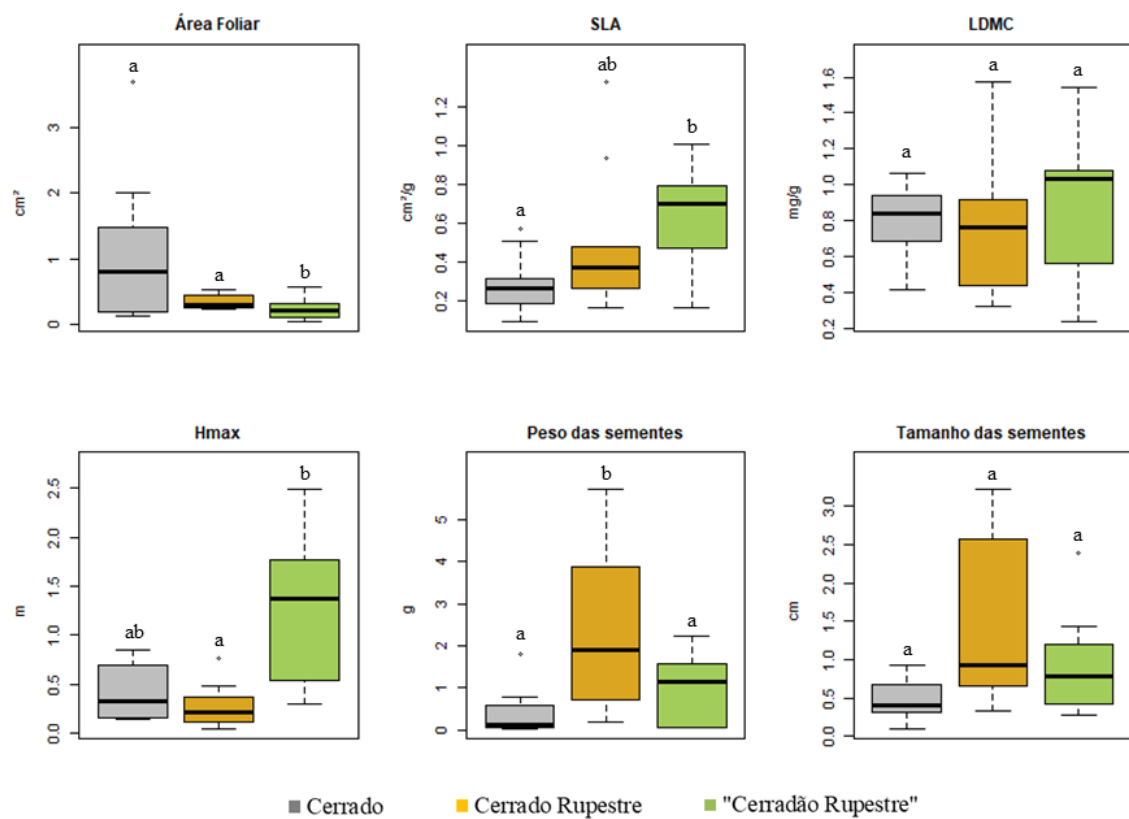 Área Foliar
cm²
0
1
2
3
a
a
b
SLA
cm²/g
0.2
0.4
0.6
0.8
1.0
1.2
a
ab
b
LDMC
mg/g
0.2
0.4
0.6
0.8
1.0
1.2
1.4
1.6
a
a
a
Hmax
m
0.0
0.5
1.0
1.5
2.0
2.5
ab
a
b
Peso das sementes
g
0
1
2
3
4
5
a
b
a
Tamanho das sementes
cm
0.0
0.5
1.0
1.5
2.0
2.5
3.0
a
a
a
Cerrado Cerrado Rupestre "Cerradão Rupestre"